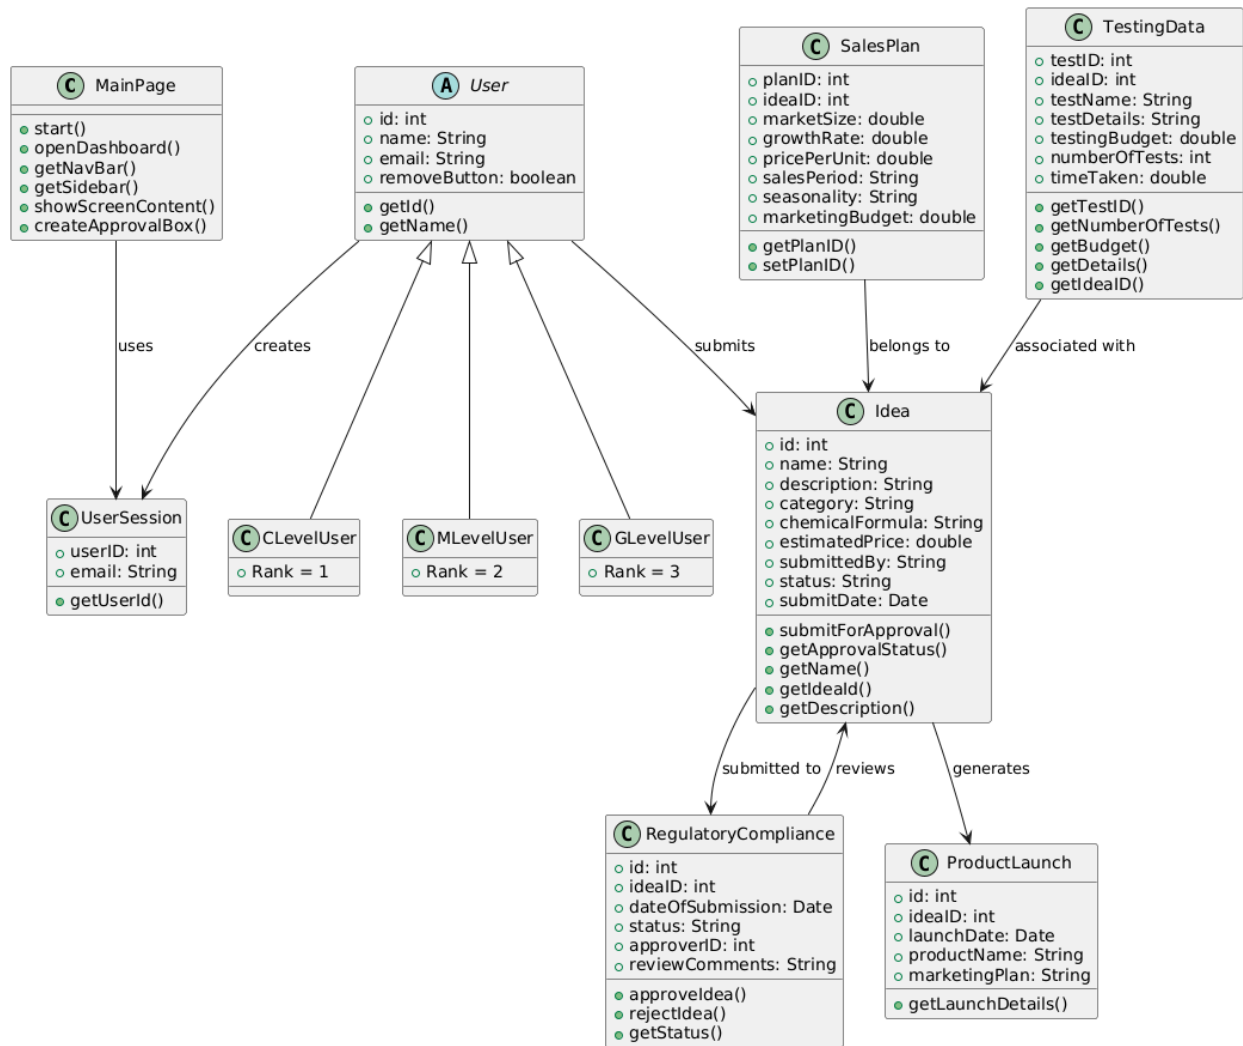 C MainPage
start()
openDashboard()
getNavBar()
getSidebar()
showScreenContent()
createApprovalBox()
A User
id: int
name: String
email: String
removeButton: boolean
getId()
getName()
C SalesPlan
planID: int
ideaID: int
marketSize: double
growthRate: double
pricePerUnit: double
salesPeriod: String
seasonality: String
marketingBudget: double
getPlanID()
setPlanID()
C TestingData
testID: int
ideaID: int
testName: String
testDetails: String
testingBudget: double
numberOfTests: int
timeTaken: double
getTestID()
getNumberOfTests()
getBudget()
getDetails()
getIdeaID()
uses
creates
submits
belongs to
associated with
C UserSession
userID: int
email: String
getUserId()
C CLevelUser
Rank = 1
C MLevelUser
Rank = 2
C GLevelUser
Rank = 3
C Idea
id: int
name: String
description: String
category: String
chemicalFormula: String
estimatedPrice: double
submittedBy: String
status: String
submitDate: Date
submitForApproval()
getApprovalStatus()
getName()
getIdeaId()
getDescription()
submitted to
reviews
generates
C RegulatoryCompliance
id: int
ideaID: int
dateOfSubmission: Date
status: String
approverID: int
reviewComments: String
approveIdea()
rejectIdea()
getStatus()
C ProductLaunch
id: int
ideaID: int
launchDate: Date
productName: String
marketingPlan: String
getLaunchDetails()